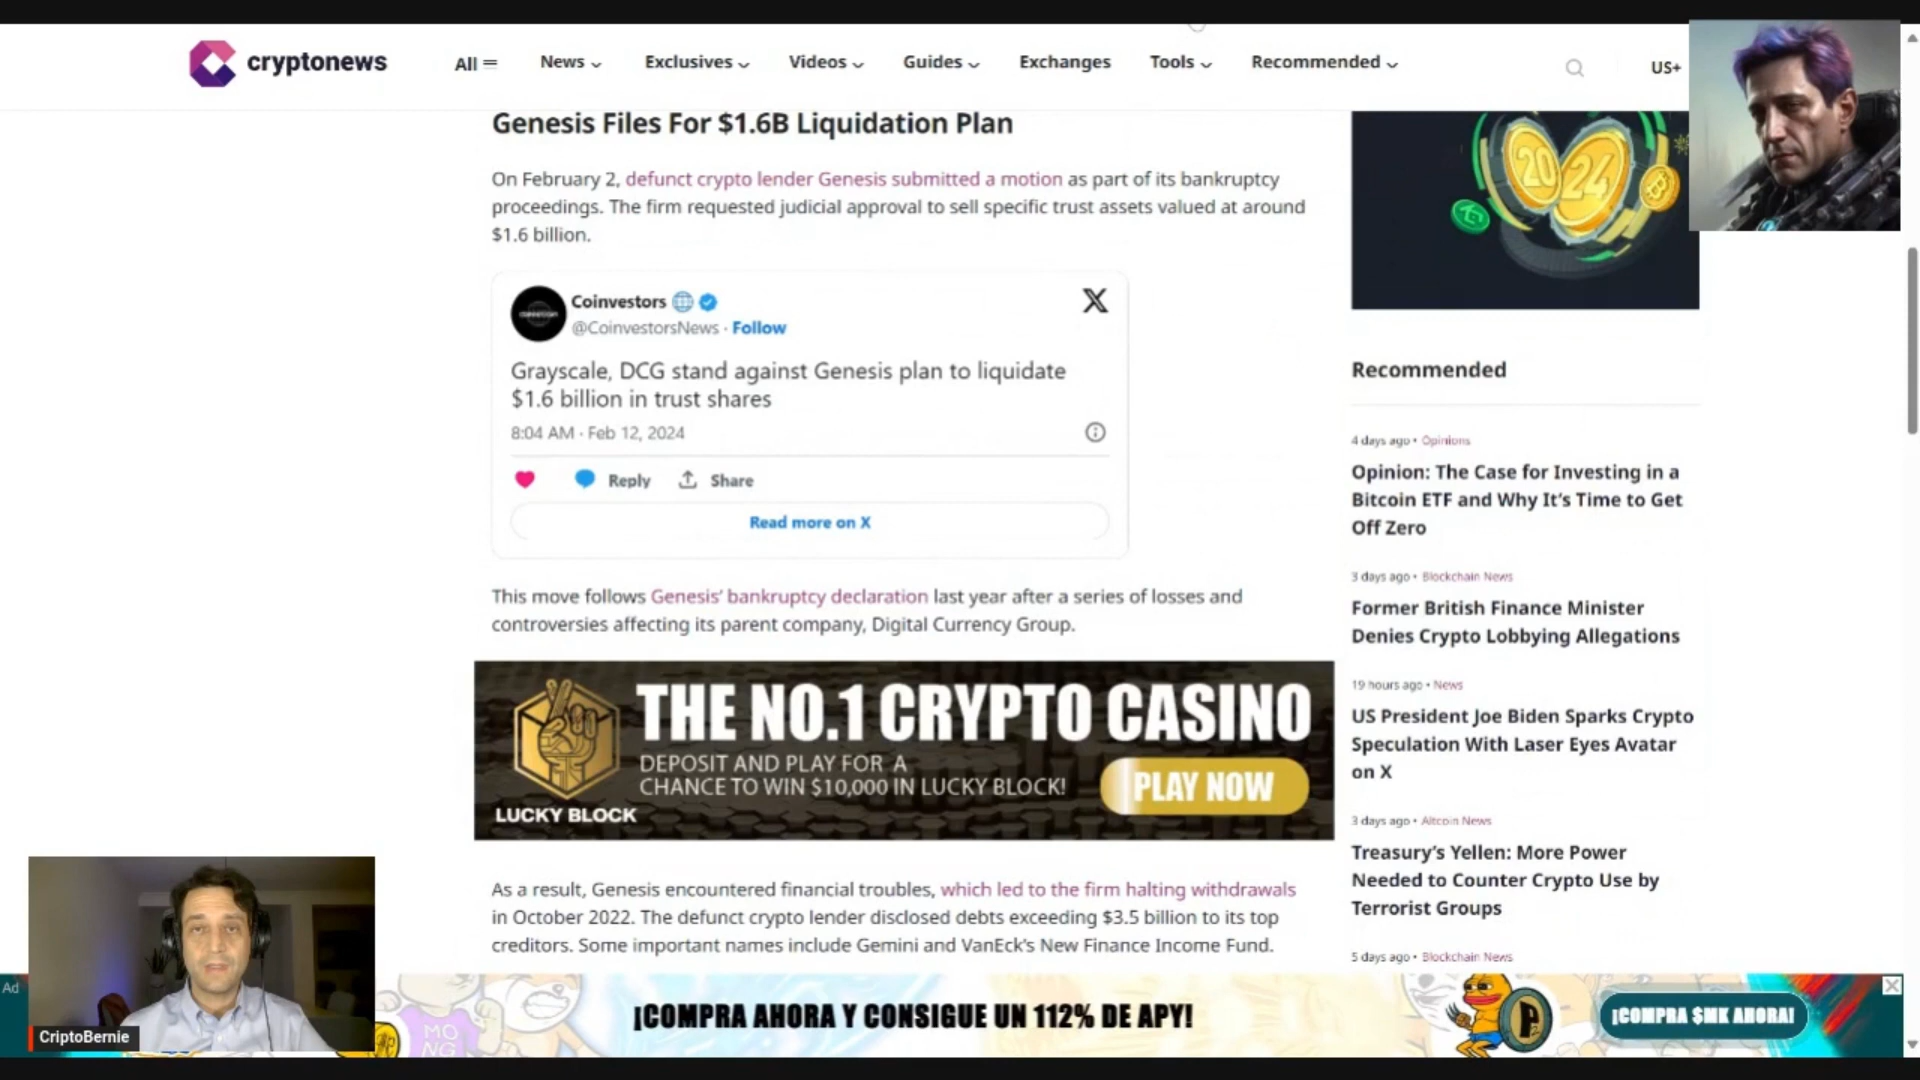 cryptonews
All
News
Exclusives
Videos
Guides
Exchanges
Tools
Recommended
US+
Genesis Files For $1.6B Liquidation Plan
On February 2, defunct crypto lender Genesis submitted a motion as part of its bankruptcy
proceedings. The firm requested judicial approval to sell specific trust assets valued at around
$1.6 billion.
Coinvestors
@CoinvestorsNews · Follow
Grayscale, DCG stand against Genesis plan to liquidate
$1.6 billion in trust shares
8:04 AM · Feb 12, 2024
Reply
Share
Read more on X
This move follows Genesis’ bankruptcy declaration last year after a series of losses and
controversies affecting its parent company, Digital Currency Group.
THE NO.1 CRYPTO CASINO
DEPOSIT AND PLAY FOR A
CHANCE TO WIN $10,000 IN LUCKY BLOCK!
PLAY NOW
LUCKY BLOCK
As a result, Genesis encountered financial troubles, which led to the firm halting withdrawals
in October 2022. The defunct crypto lender disclosed debts exceeding $3.5 billion to its top
creditors. Some important names include Gemini and VanEck’s New Finance Income Fund.
20
24
Recommended
4 days ago • Opinions
Opinion: The Case for Investing in a
Bitcoin ETF and Why It’s Time to Get
Off Zero
3 days ago • Blockchain News
Former British Finance Minister
Denies Crypto Lobbying Allegations
19 hours ago • News
US President Joe Biden Sparks Crypto
Speculation With Laser Eyes Avatar
on X
3 days ago • Altcoin News
Treasury’s Yellen: More Power
Needed to Counter Crypto Use by
Terrorist Groups
5 days ago • Blockchain News
Ad
CriptoBernie
MO
NG
¡COMPRA AHORA Y CONSIGUE UN 112% DE APY!
P
¡COMPRA $MK AHORA!